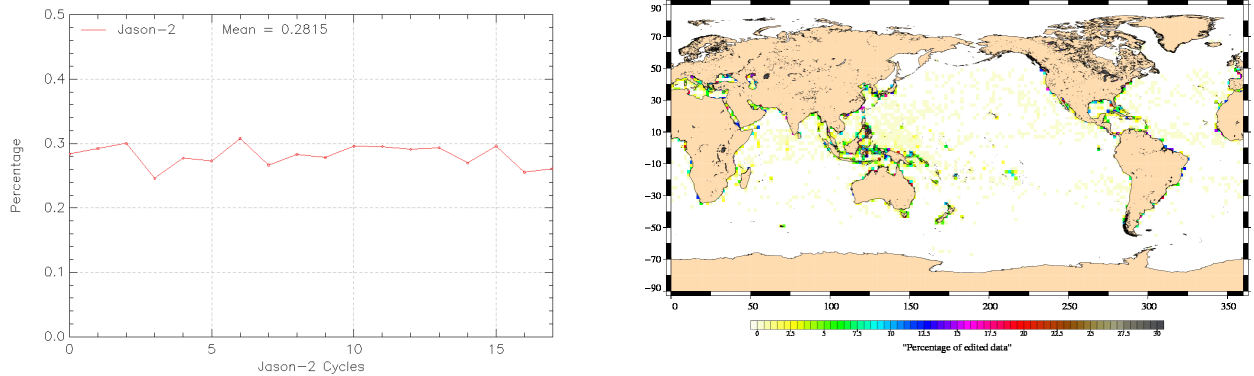 Jason-2 Mean = 0.2815
0.5
0.4
0.3
0.2
0.1
0.0
Percentage
0 5 10 15
Jason-2 Cycles
90
70
50
30
10
−10
−30
−50
−70
−90
0 50 100 150 200 250 300 350
0 2.5 5 7.5 10 12.5 15 17.5 20 22.5 25 27.5 30
"Percentage of edited data"